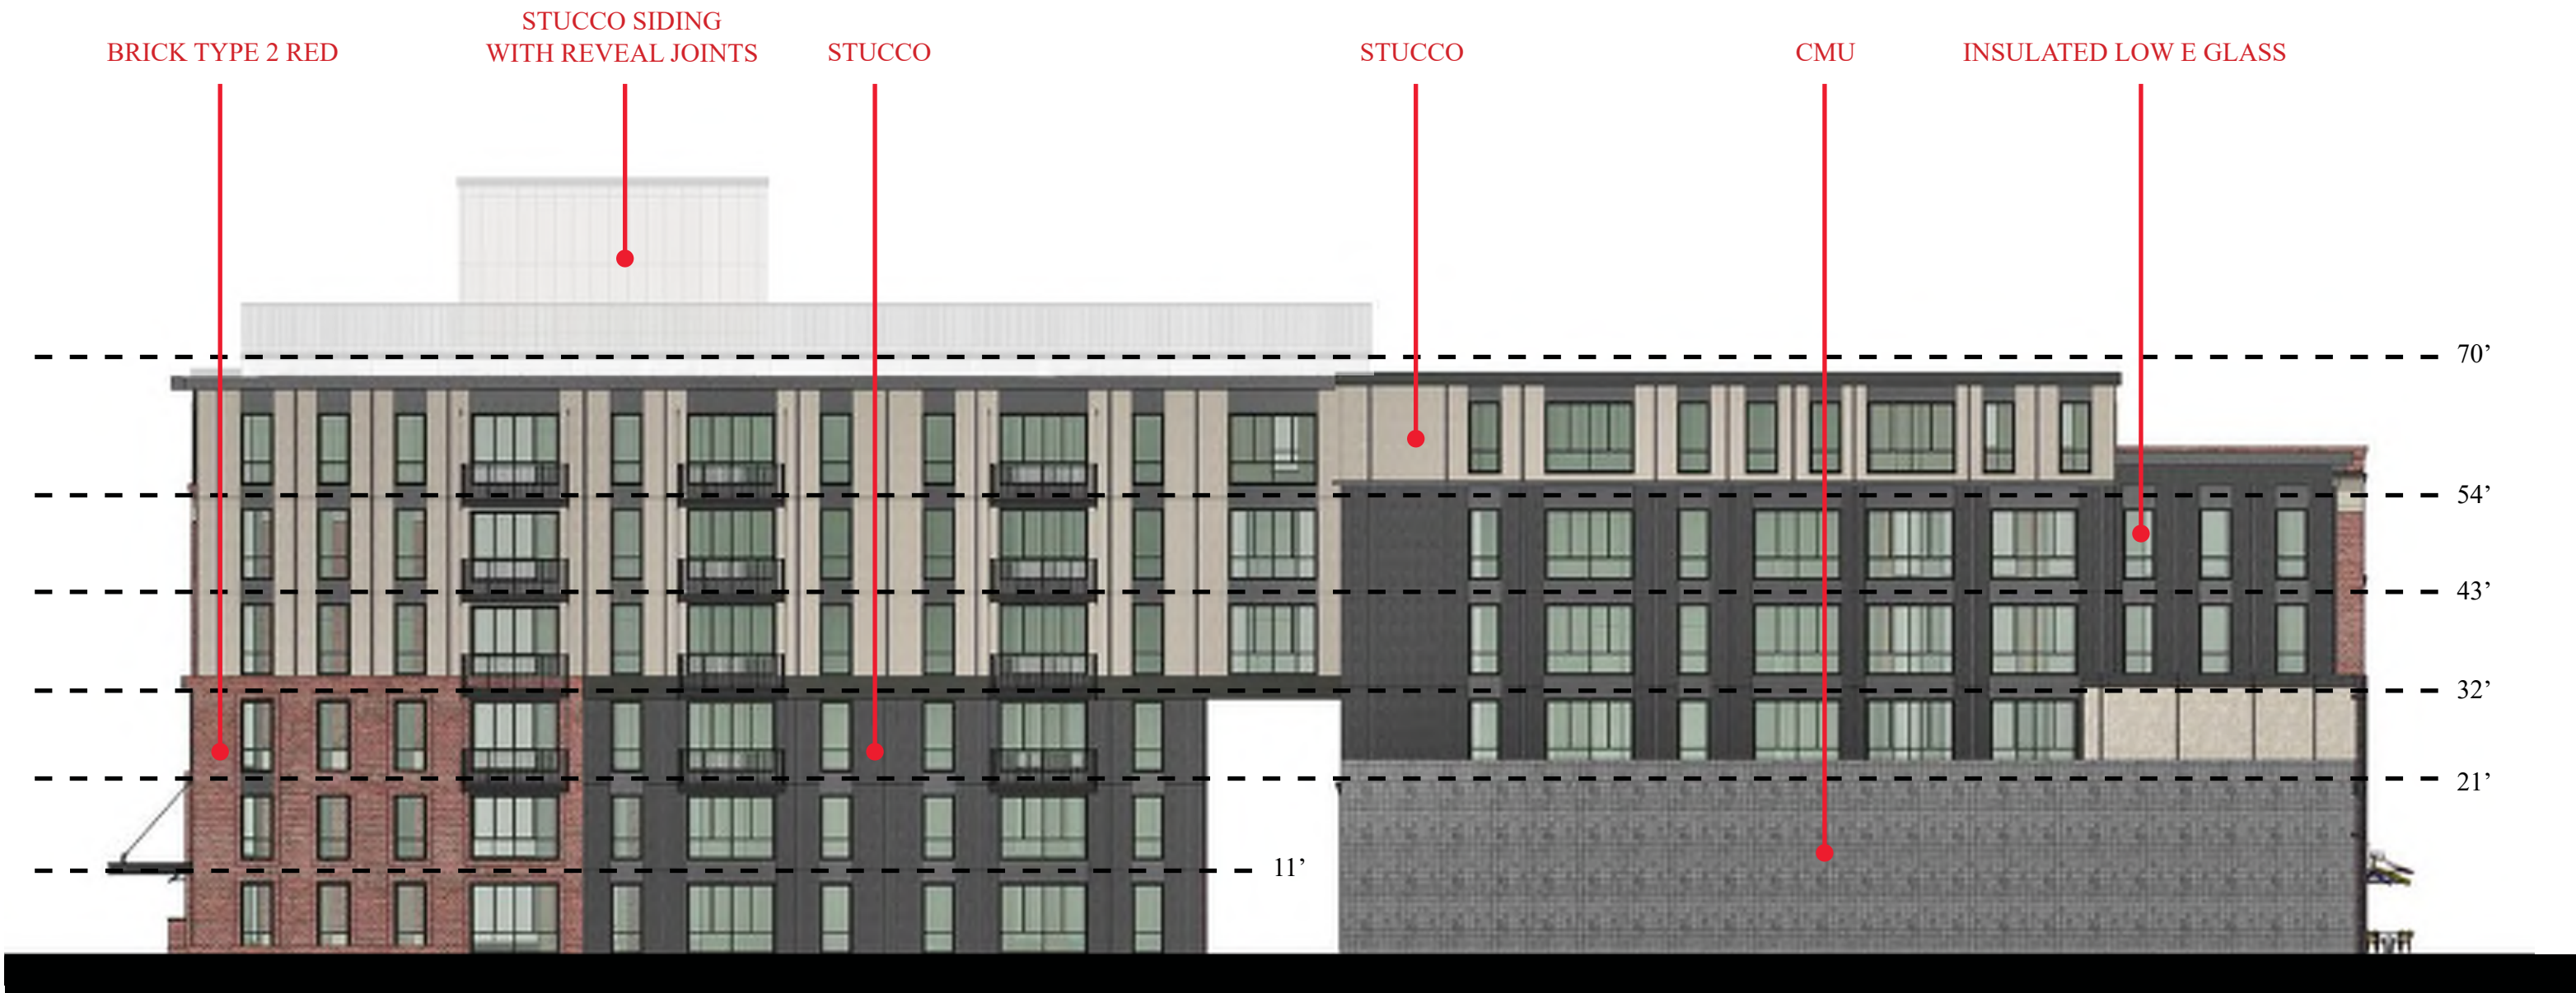 STUCCO SIDING
WITH REVEAL JOINTS
BRICK TYPE 2 RED
STUCCO
STUCCO
CMU
INSULATED LOW E GLASS
70’
54’
43’
32’
21’
11’